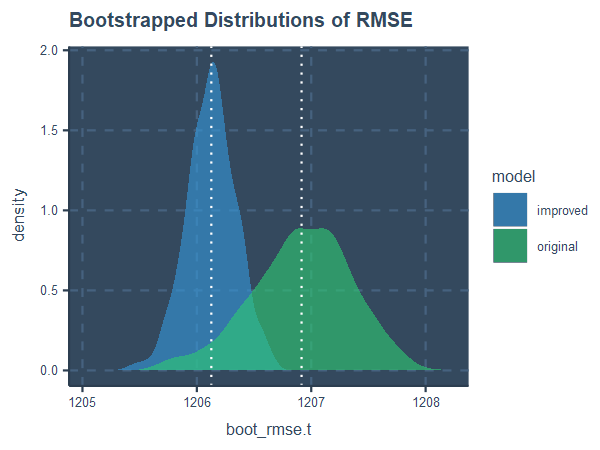 Bootstrapped Distributions of RMSE
2.0
1.5
1.0
0.5
0.0
density
1205 1206 1207 1208
boot_rmse.t
model
improved
original